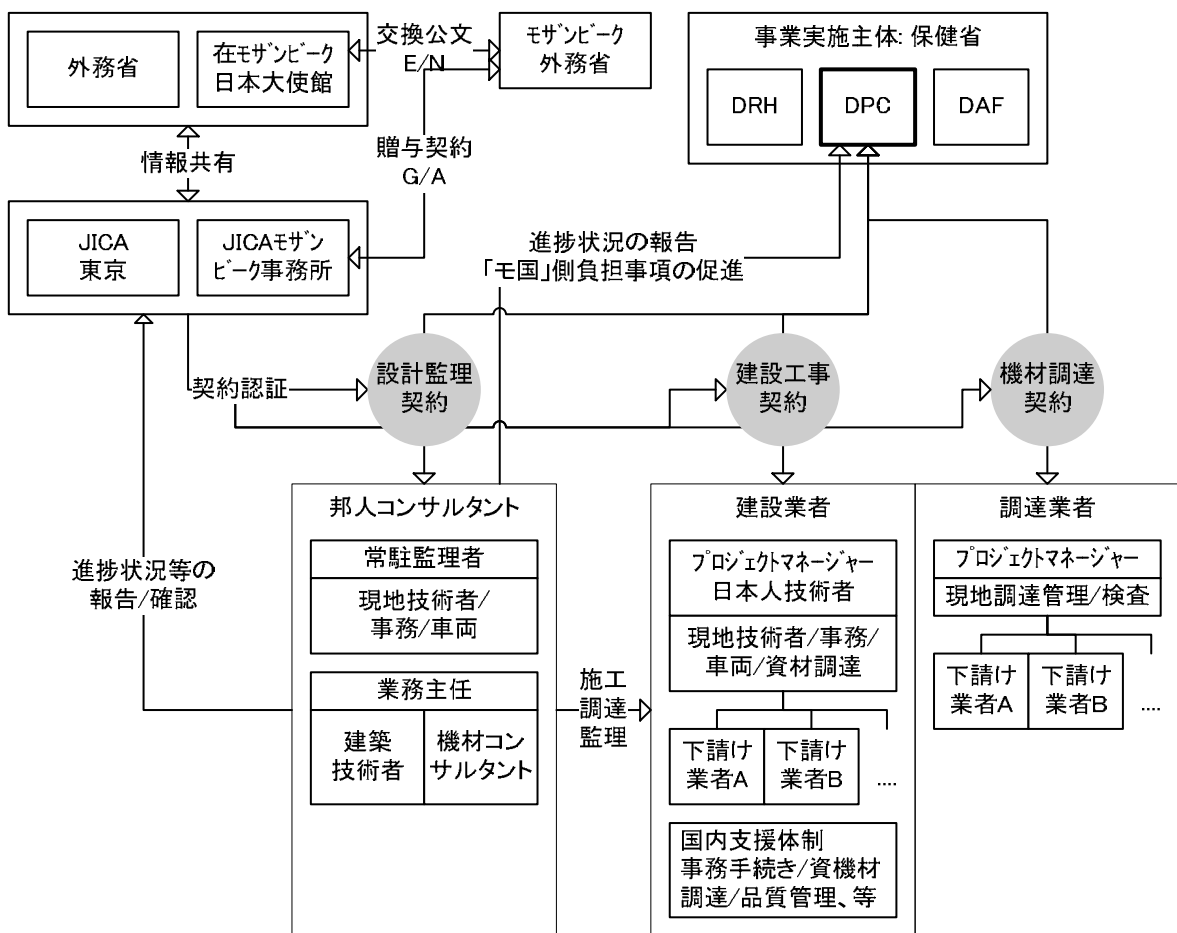 外務省
在モザンビーク
日本大使館
交換公文
E/N
モザンビーク
外務省
事業実施主体: 保健省
DRH
DPC
DAF
情報共有
贈与契約
G/A
JICA
東京
JICAモザン
ビーク事務所
進捗状況の報告
「モ国」側負担事項の促進
契約認証
設計監理
契約
建設工事
契約
機材調達
契約
進捗状況等の
報告/確認
邦人コンサルタント
常駐監理者
現地技術者/
事務/車両
業務主任
建築
技術者
機材コン
サルタント
施工
調達
監理
建設業者
プロジェクトマネージャー
日本人技術者
現地技術者/事務/
車両/資材調達
下請け
業者A
下請け
業者B
....
国内支援体制
事務手続き/資機材
調達/品質管理、等
調達業者
プロジェクトマネージャー
現地調達管理/検査
下請け
業者A
下請け
業者B
....